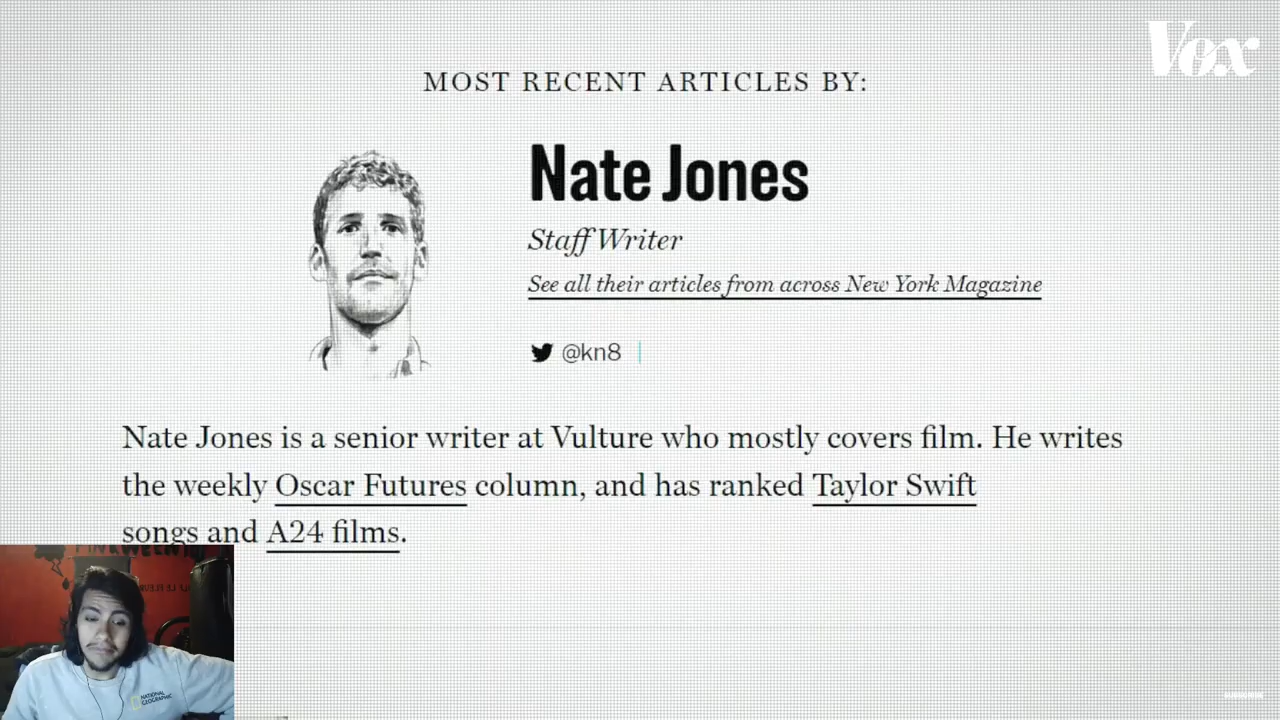 Vox
MOST RECENT ARTICLES BY:
Nate Jones
Staff Writer
See all their articles from across New York Magazine
@kn8
Nate Jones is a senior writer at Vulture who mostly covers film. He writes
the weekly Oscar Futures column, and has ranked Taylor Swift
songs and A24 films.
NATIONAL
GEOGRAPHIC